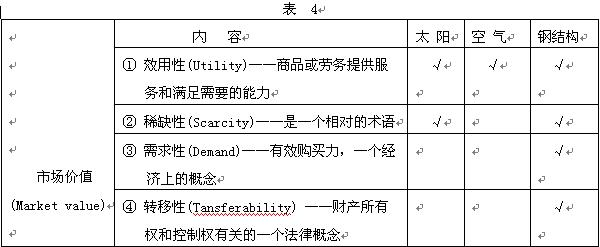 表 4
内 容 太 阳 空 气 钢结构
① 效用性(Utility)——商品或劳务提供服 √ √ √
务和满足需要的能力
② 稀缺性(Scarcity)——是一个相对的术语 √ √
③ 需求性(Demand)——有效购买力，一个经 √
济上的概念
市场价值
(Market value)
④ 转移性(Tansferability) ——财产所有 √
权和控制权有关的一个法律概念